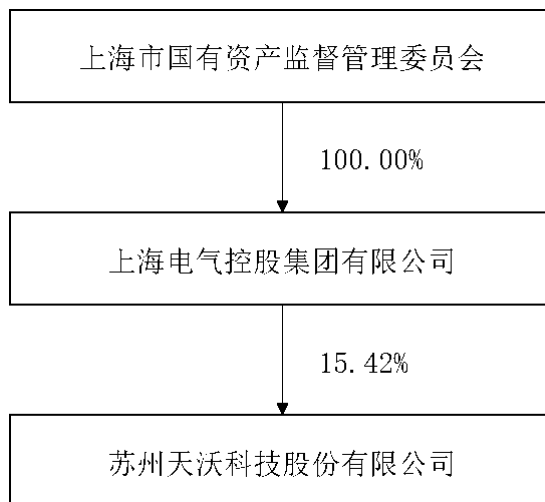 上海市国有资产监督管理委员会
100.00%
上海电气控股集团有限公司
15.42%
苏州天沃科技股份有限公司